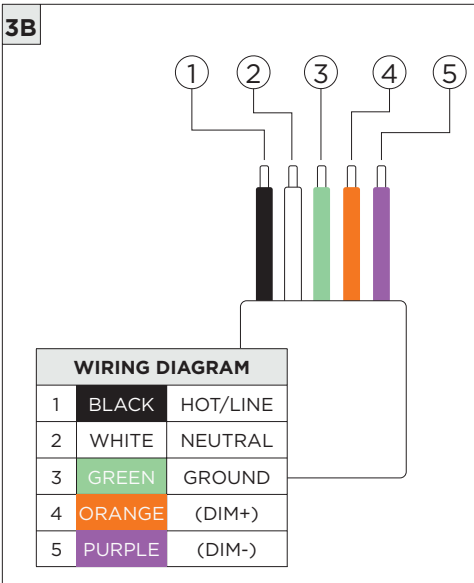 3B
1 2 3 4 5
WIRING DIAGRAM
1 BLACK HOT/LINE
2 WHITE NEUTRAL
3 GREEN GROUND
4 ORANGE (DIM+)
5 PURPLE (DIM-)